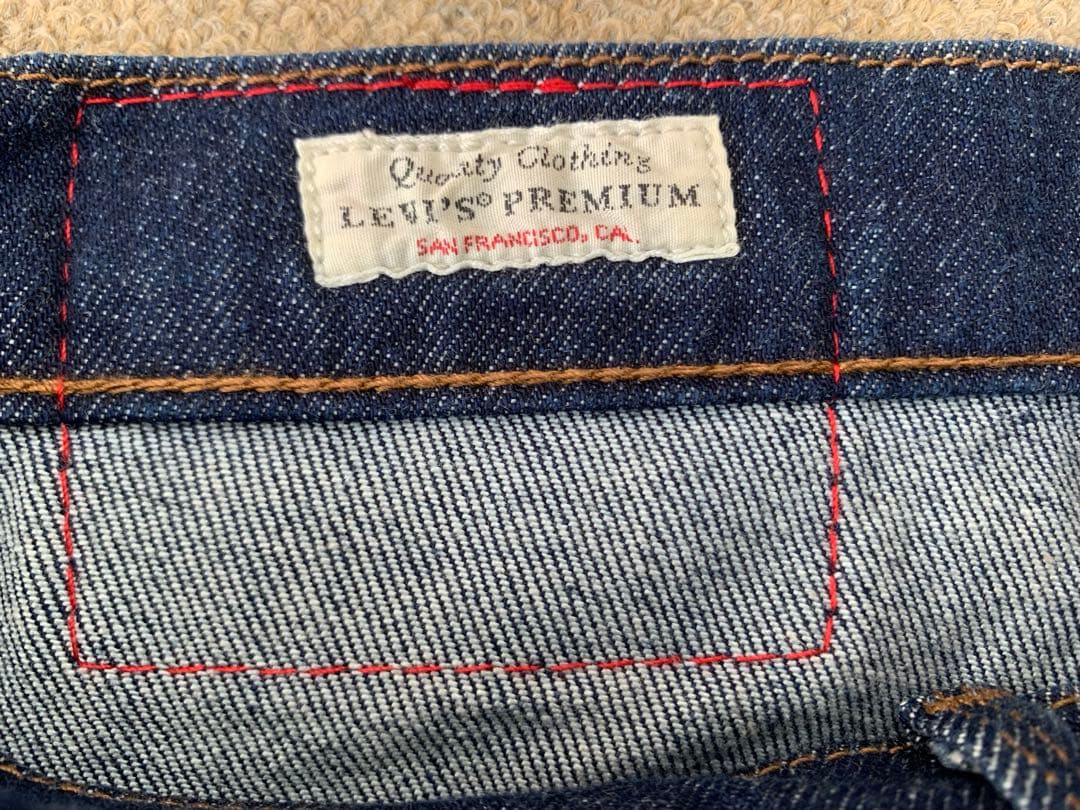 Quality Clothing
LEVI'S® PREMIUM
SAN FRANCISCO, CAL.